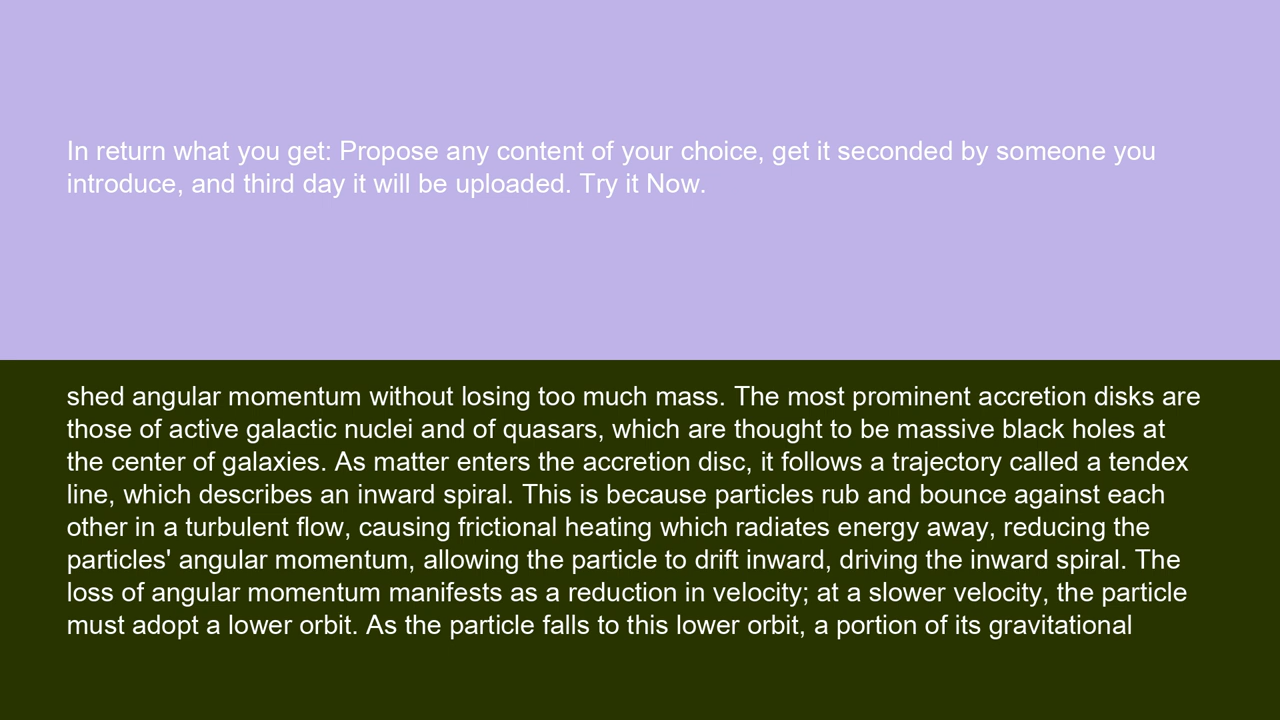 In return what you get: Propose any content of your choice, get it seconded by someone you
introduce, and third day it will be uploaded. Try it Now.
shed angular momentum without losing too much mass. The most prominent accretion disks are
those of active galactic nuclei and of quasars, which are thought to be massive black holes at
the center of galaxies. As matter enters the accretion disc, it follows a trajectory called a tendex
line, which describes an inward spiral. This is because particles rub and bounce against each
other in a turbulent flow, causing frictional heating which radiates energy away, reducing the
particles' angular momentum, allowing the particle to drift inward, driving the inward spiral. The
loss of angular momentum manifests as a reduction in velocity; at a slower velocity, the particle
must adopt a lower orbit. As the particle falls to this lower orbit, a portion of its gravitational